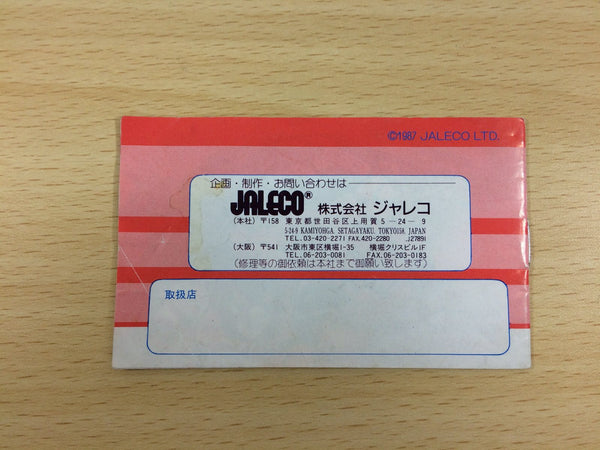 ©1987 JALECO LTD.
企画・制作・お問い合わせは
JALECO® 株式会社 ジャレコ
(本社) 〒158 東京都世田谷区上用賀5−24−9
5-24-9 KAMIYOHGA, SETAGAYAKU, TOKYO158, JAPAN
TEL.03-420-2271 FAX.420-2280 J27891
(大阪) 〒541 大阪市東区横堀1-35 横堀クリスビル1F
TEL.06-203-0081 FAX.06-203-0183
(修理等の御依頼は本社まで御願い致します)
取扱店